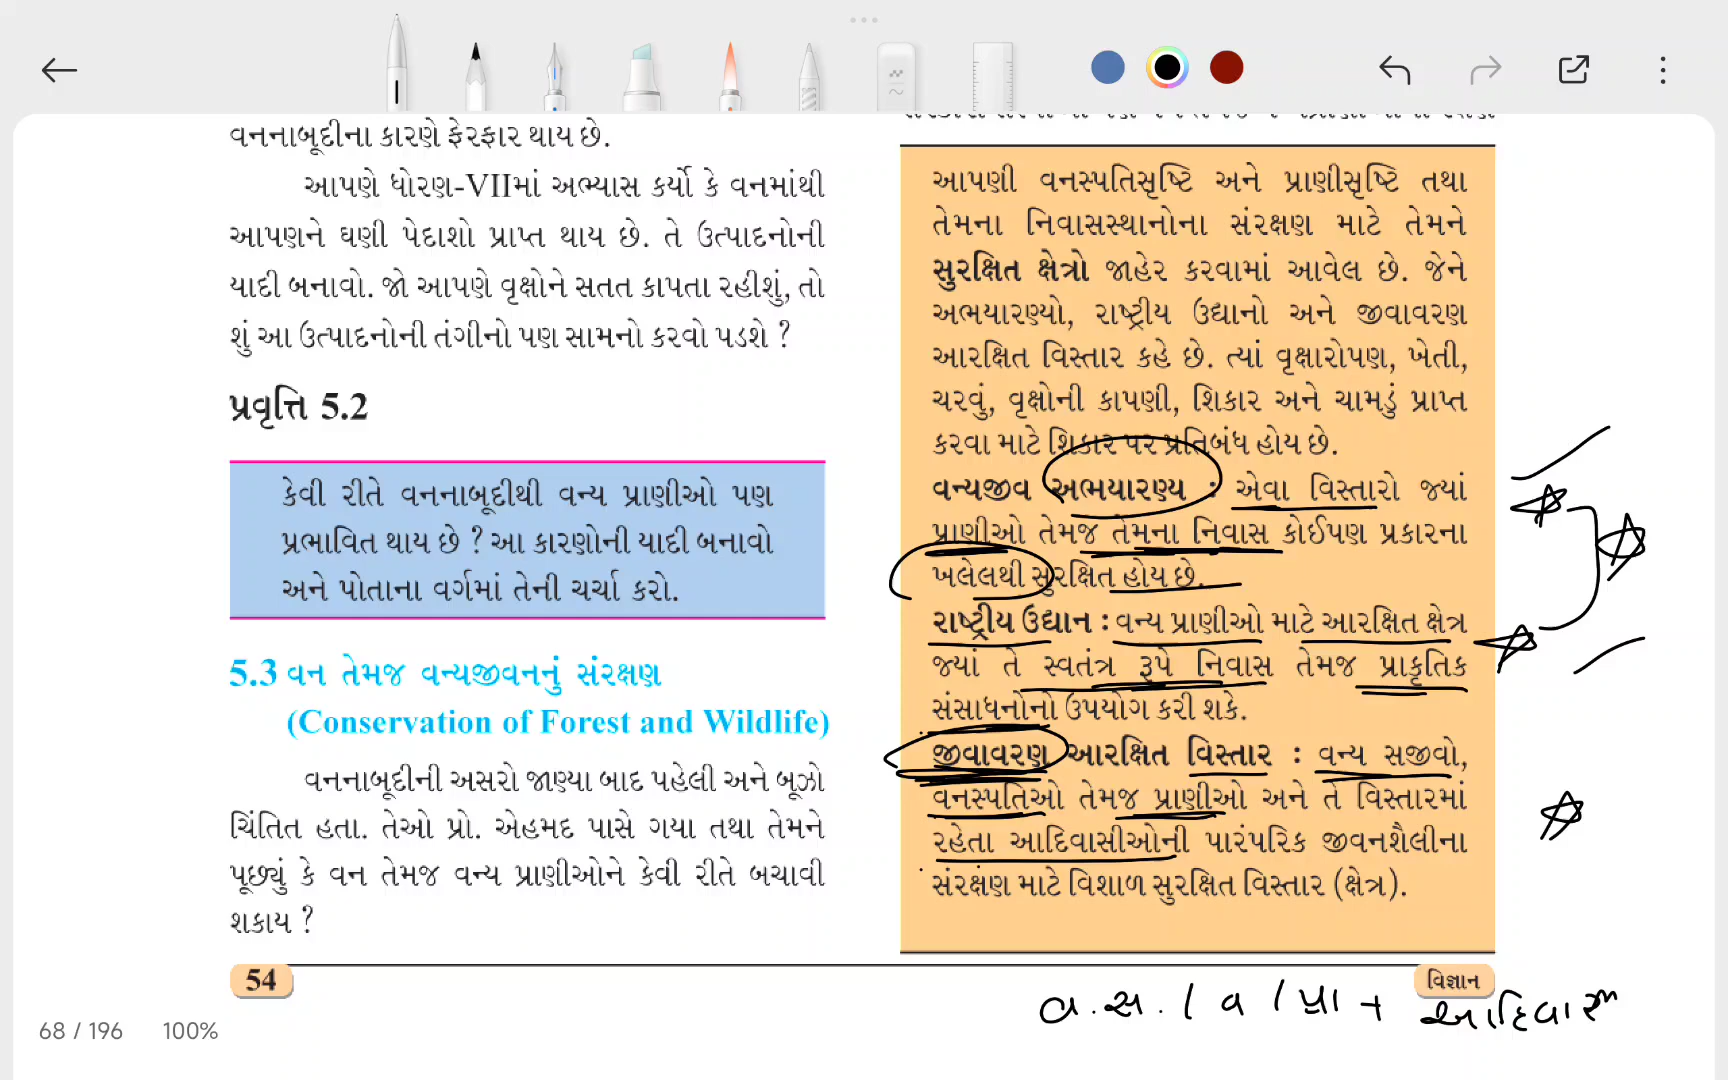 વનનાબૂદીના કારણે ફેરફાર થાય છે.
આપણે ધોરણ-VIIમાં અભ્યાસ કર્યો કે વનમાંથી
આપણને ઘણી પેદાશો પ્રાપ્ત થાય છે. તે ઉત્પાદનોની
યાદી બનાવો. જો આપણે વૃક્ષોને સતત કાપતા રહીશું, તો
શું આ ઉત્પાદનોની તંગીનો પણ સામનો કરવો પડશે ?
પ્રવૃત્તિ 5.2
કેવી રીતે વનનાબૂદીથી વન્ય પ્રાણીઓ પણ
પ્રભાવિત થાય છે ? આ કારણોની યાદી બનાવો
અને પોતાના વર્ગમાં તેની ચર્ચા કરો.
5.3 વન તેમજ વન્યજીવનનું સંરક્ષણ
(Conservation of Forest and Wildlife)
વનનાબૂદીની અસરો જાણ્યા બાદ પહેલી અને બૂઝો
ચિંતિત હતા. તેઓ પ્રો. એહમદ પાસે ગયા તથા તેમને
પૂછ્યું કે વન તેમજ વન્ય પ્રાણીઓને કેવી રીતે બચાવી
શકાય ?
આપણી વનસ્પતિસૃષ્ટિ અને પ્રાણીસૃષ્ટિ તથા
તેમના નિવાસસ્થાનોના સંરક્ષણ માટે તેમને
સુરક્ષિત ક્ષેત્રો જાહેર કરવામાં આવેલ છે. જેને
અભયારણ્યો, રાષ્ટ્રીય ઉદ્યાનો અને જીવાવરણ
આરક્ષિત વિસ્તાર કહે છે. ત્યાં વૃક્ષારોપણ, ખેતી,
ચરવું, વૃક્ષોની કાપણી, શિકાર અને ચામડું પ્રાપ્ત
કરવા માટે શિકાર પર પ્રતિબંધ હોય છે.
વન્યજીવ અભયારણ્ય : એવા વિસ્તારો જ્યાં
પ્રાણીઓ તેમજ તેમના નિવાસ કોઈપણ પ્રકારના
ખલેલથી સુરક્ષિત હોય છે.
રાષ્ટ્રીય ઉદ્યાન : વન્ય પ્રાણીઓ માટે આરક્ષિત ક્ષેત્ર
જ્યાં તે સ્વતંત્ર રૂપે નિવાસ તેમજ પ્રાકૃતિક
સંસાધનોનો ઉપયોગ કરી શકે.
જીવાવરણ આરક્ષિત વિસ્તાર : વન્ય સજીવો,
વનસ્પતિઓ તેમજ પ્રાણીઓ અને તે વિસ્તારમાં
રહેતા આદિવાસીઓની પારંપરિક જીવનશૈલીના
સંરક્ષણ માટે વિશાળ સુરક્ષિત વિસ્તાર (ક્ષેત્ર).
54
વિજ્ઞાન
વ.સ. / વ / પ્રા +
68 / 196 100%